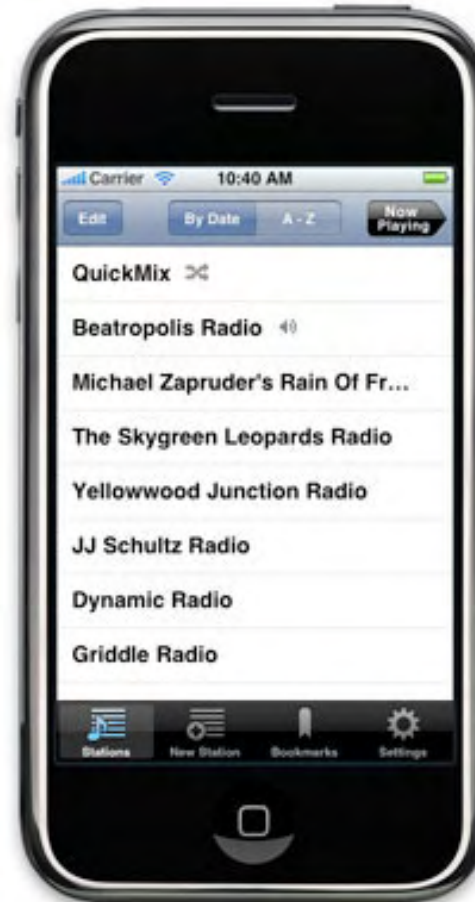 Carrier 10:40 AM
Edit By Date A - Z Now Playing
QuickMix
Beatropolis Radio
Michael Zapruder's Rain Of Fr...
The Skygreen Leopards Radio
Yellowwood Junction Radio
JJ Schultz Radio
Dynamic Radio
Griddle Radio
Stations New Station Bookmarks Settings